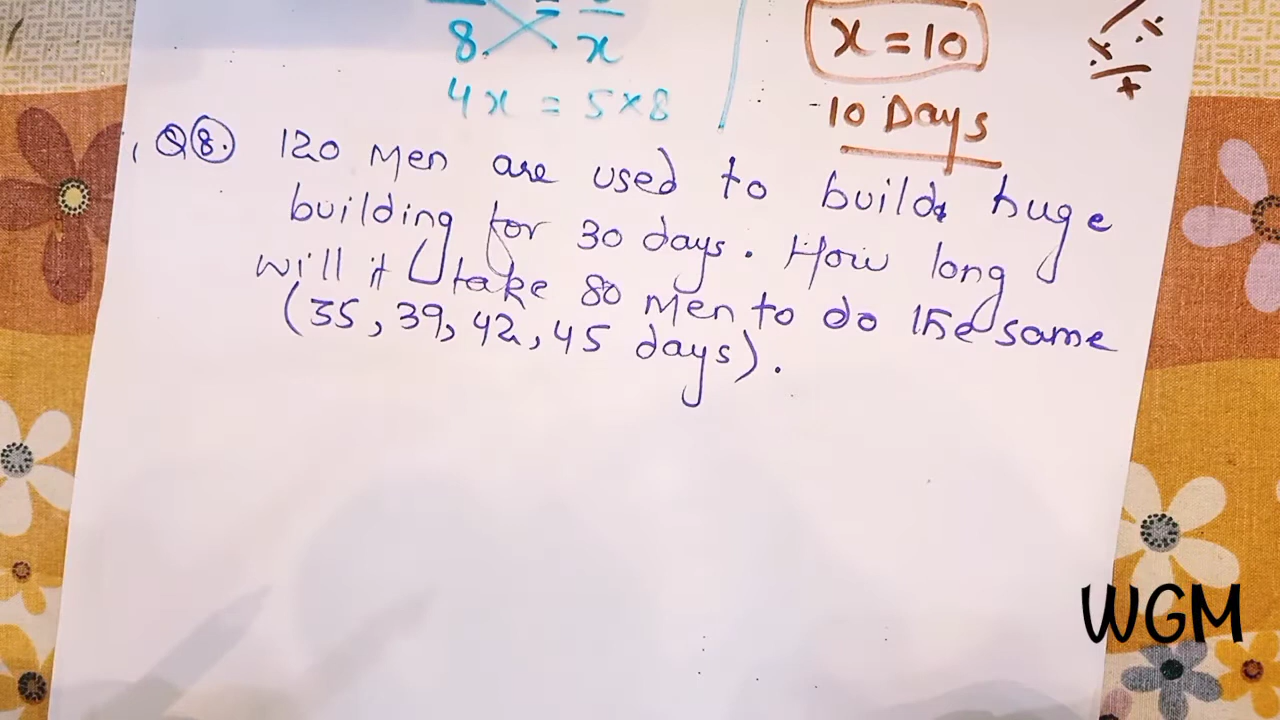 8 = x
x = 10
4x = 5×8
10 Days
Q8. 120 Men are used to build huge
building for 30 days. How long
will it take 80 Men to do the same
(35, 39, 42, 45 days).
WGM